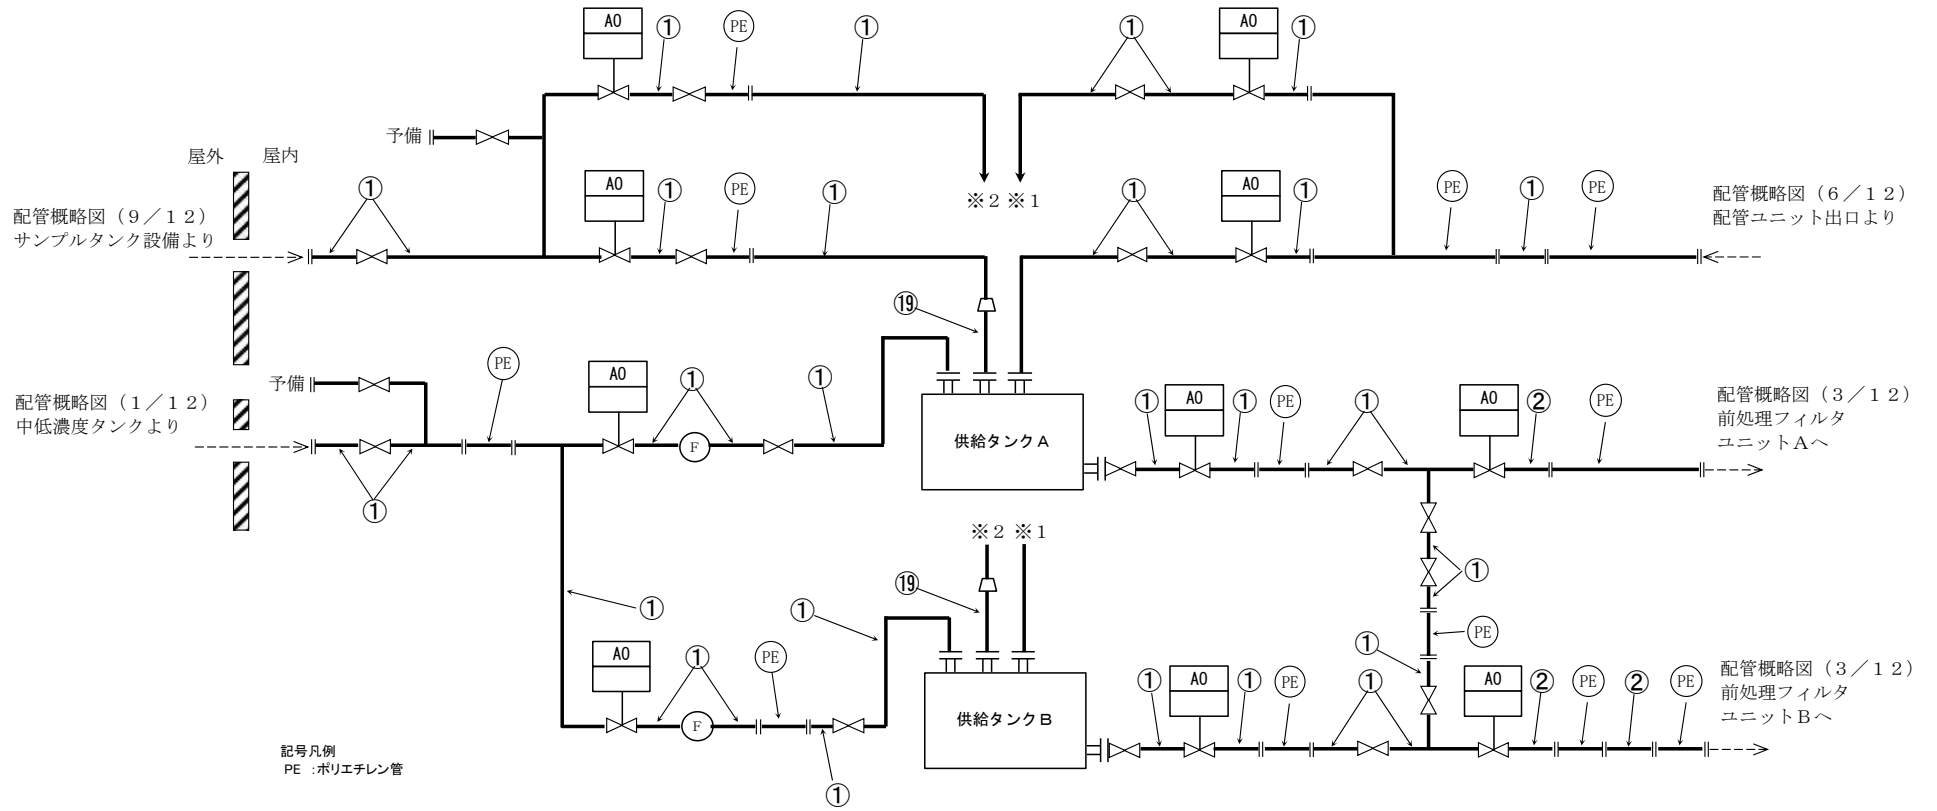 AO
①
PE
①
①
AO
①
予備
屋外
屋内
①
AO
①
PE
①
※2
※1
①
AO
①
PE
①
PE
配管概略図（9／12）
サンプルタンク設備より
配管概略図（6／12）
配管ユニット出口より
⑲
予備
PE
AO
①
①
F
配管概略図（1／12）
中低濃度タンクより
①
供給タンクA
①
AO
①
PE
①
AO
②
PE
配管概略図（3／12）
前処理フィルタ
ユニットAへ
※2
※1
①
⑲
①
①
AO
①
PE
F
①
供給タンクB
PE
①
①
AO
①
PE
①
AO
②
PE
②
PE
配管概略図（3／12）
前処理フィルタ
ユニットBへ
記号凡例
PE ：ポリエチレン管